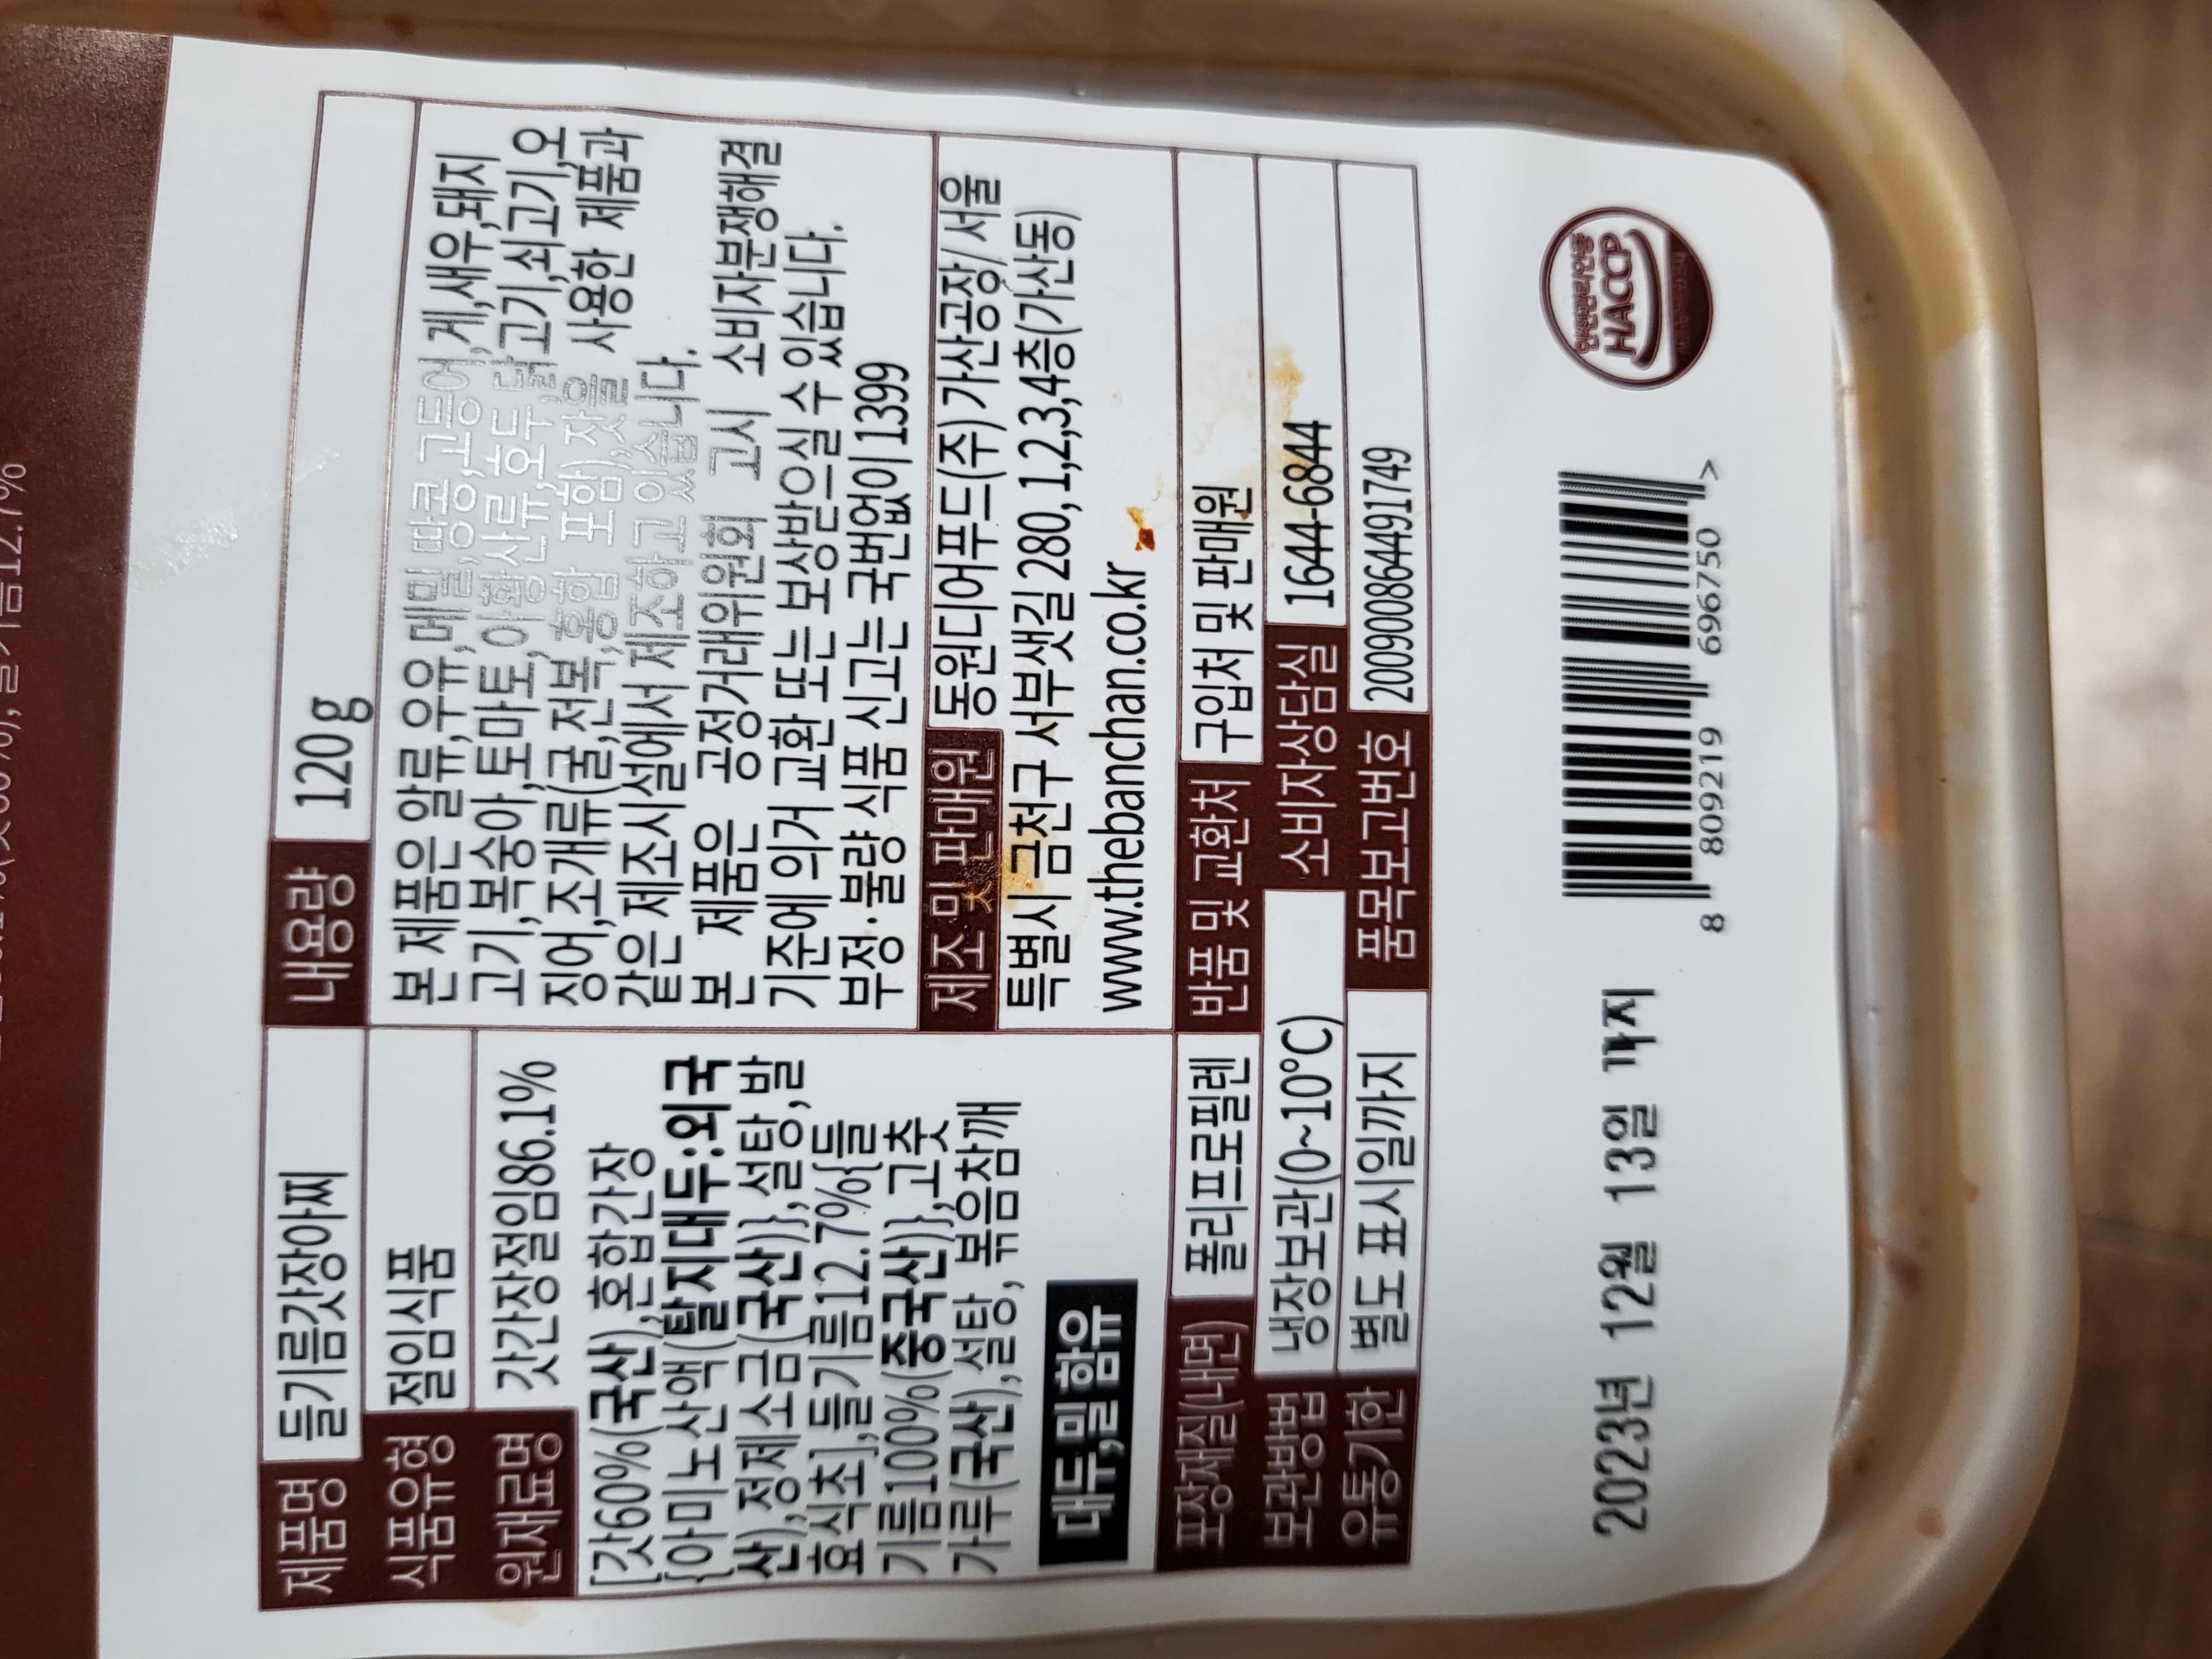 제품명 들기름갓장아찌
내용량 120g
식품유형 절임식품
원재료명 갓간장절임86.1%
[갓60%(국산),혼합간장
{아미노산액(탈지대두:외국
산),정제소금(국산)},설탕,발
효식초],들기름12.7%{들
기름100%(중국산)},고춧
가루(국산),설탕, 볶음참깨
대두,밀 함유
본 제품은 알류,우유,메밀,땅콩,고등어,게,새우,돼지
고기,복숭아,토마토,아황산류,호두,닭고기,쇠고기,오
징어,조개류(굴,전복,홍합 포함),잣을 사용한 제품과
같은 제조시설에서 제조하고 있습니다.
본 제품은 공정거래위원회 고시 소비자분쟁해결
기준에 의거 교환 또는 보상받으실 수 있습니다.
부정·불량 식품 신고는 국번없이 1399
제조 및 판매원 동원디어푸드(주) 가산공장/ 서울
특별시 금천구 서부샛길 280, 1,2,3,4층(가산동)
www.thebanchan.co.kr
포장재질(내면) 폴리프로필렌
반품 및 교환처 구입처 및 판매원
보관방법 냉장보관(0~10°C)
소비자상담실 1644-6844
유통기한 별도 표시일까지
품목보고번호 20090086449​1749
2023년 12월 13일 까지
8 809219 696750 >
안전관리인증
HACCP
12.7%